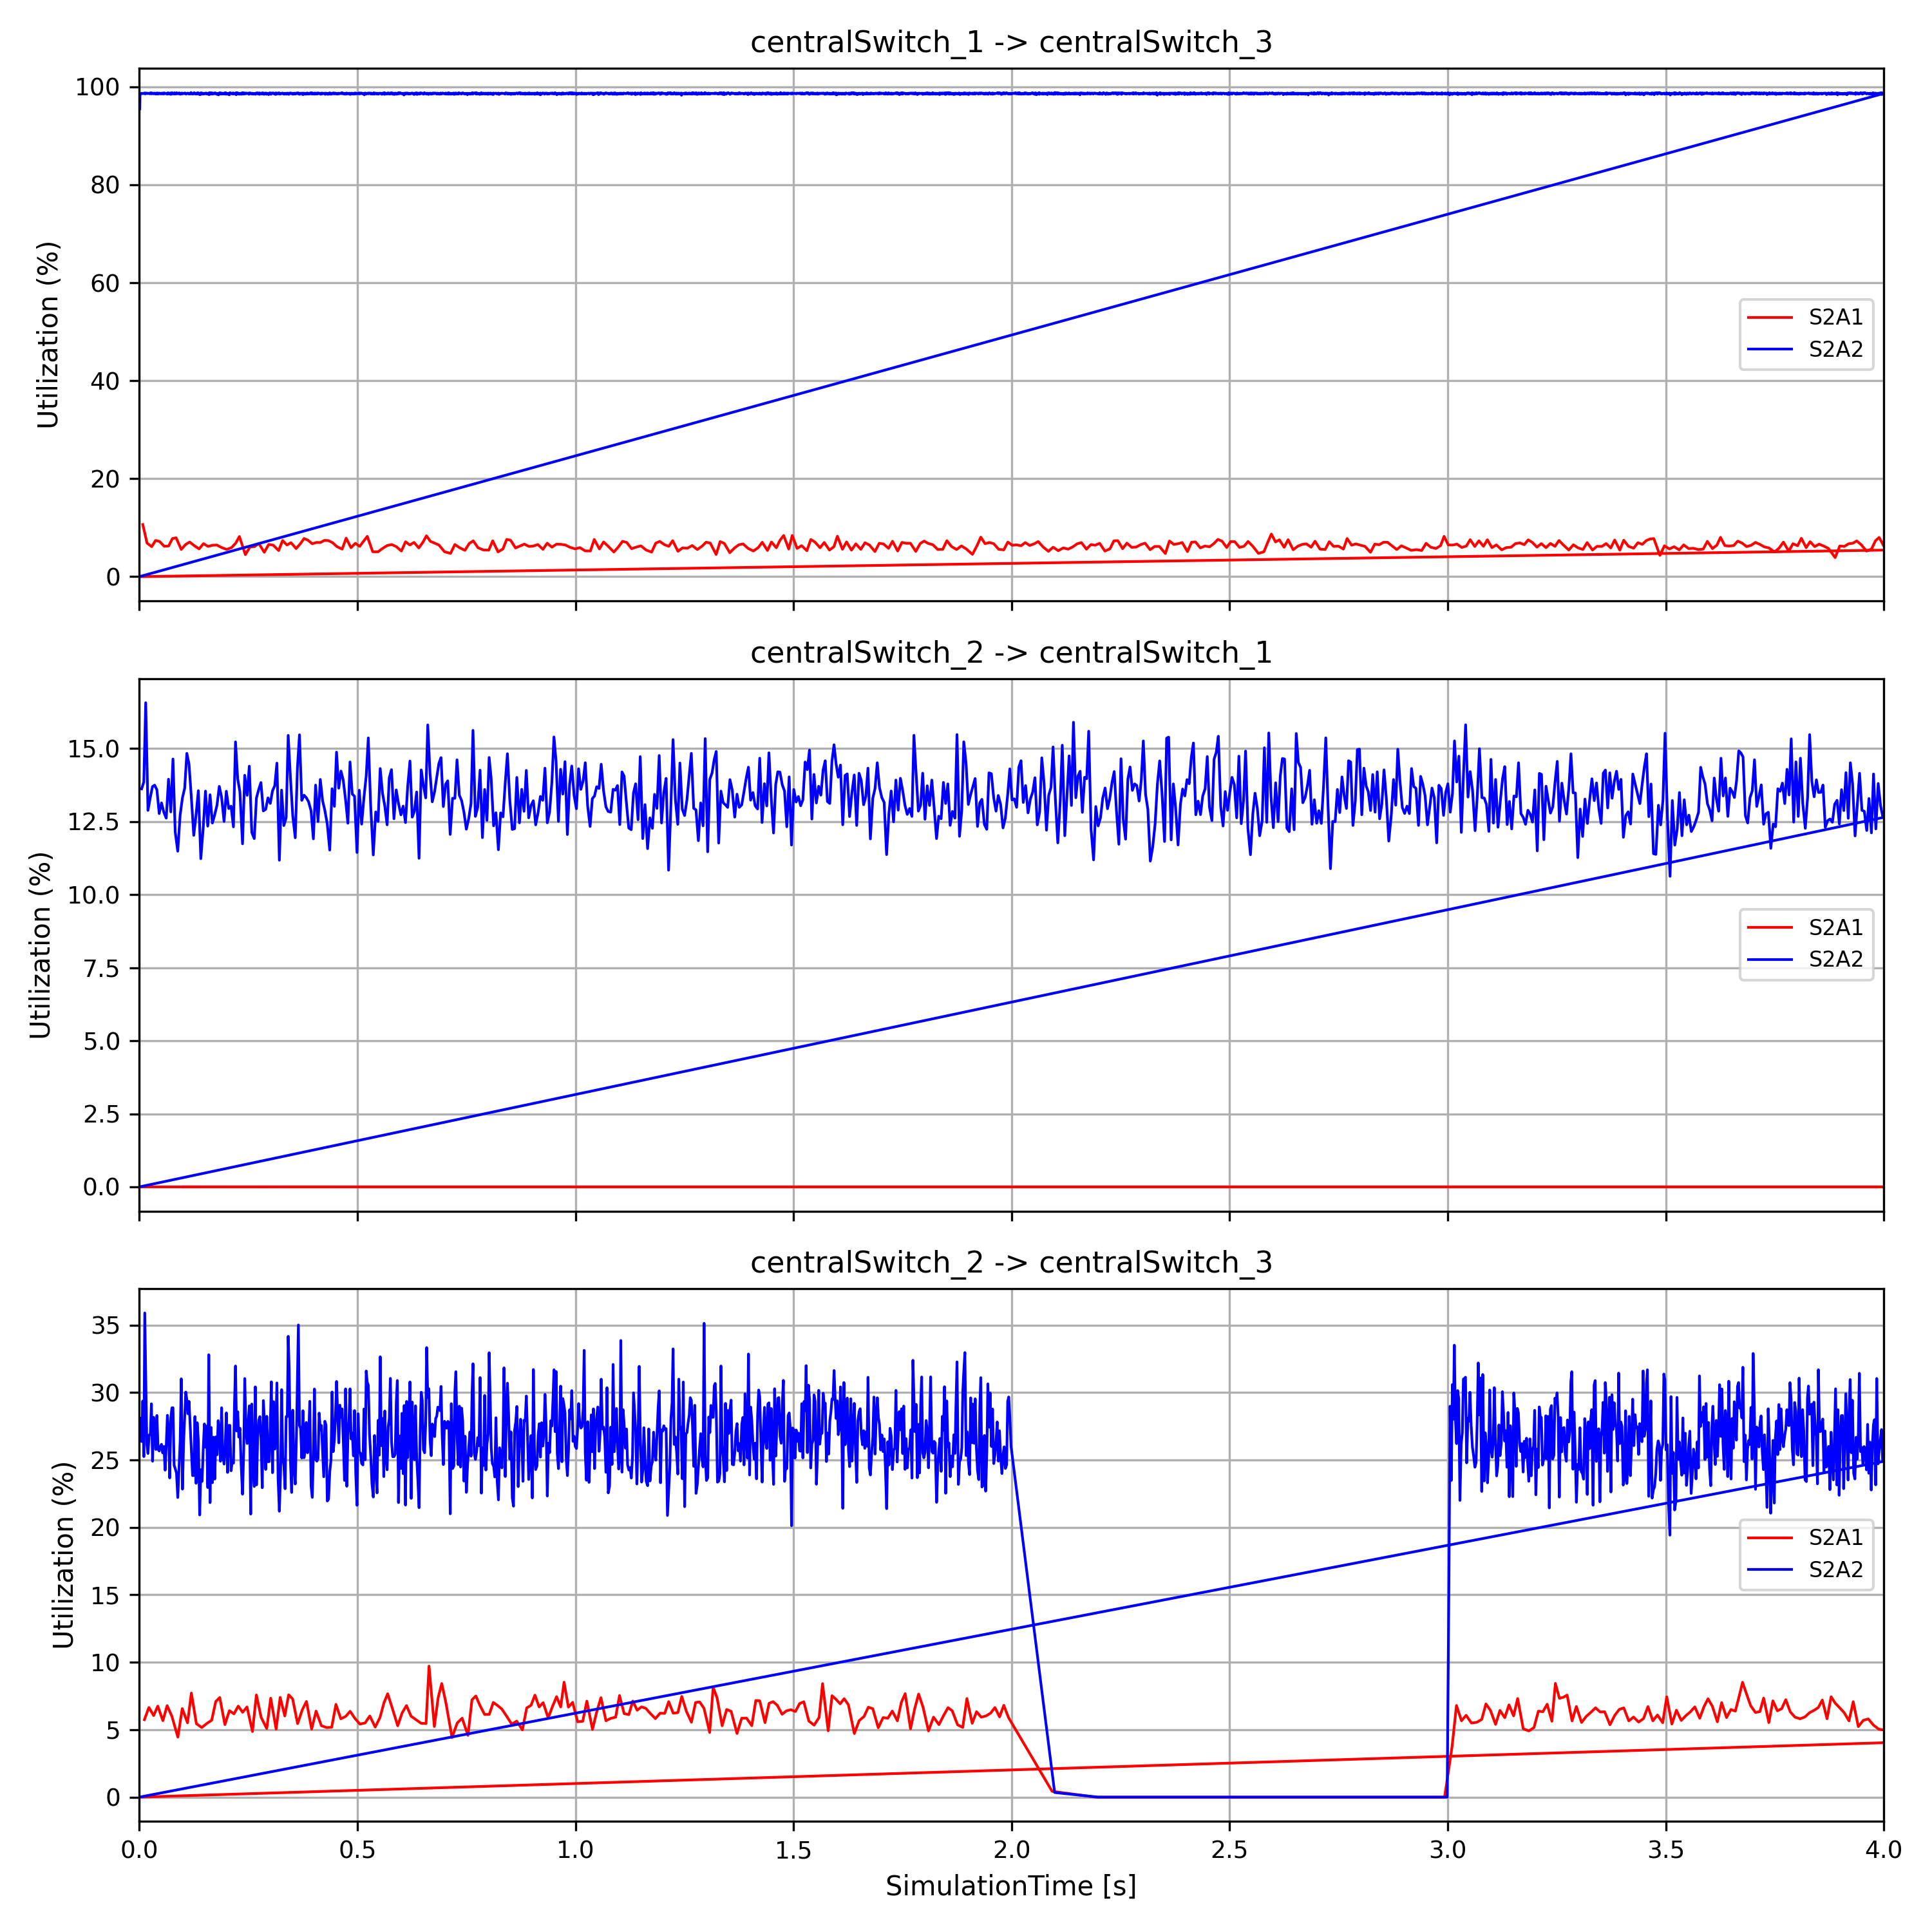 centralSwitch_1 -> centralSwitch_3
100
80
60
40
20
0
Utilization (%)
S2A1
S2A2
centralSwitch_2 -> centralSwitch_1
15.0
12.5
10.0
7.5
5.0
2.5
0.0
Utilization (%)
S2A1
S2A2
centralSwitch_2 -> centralSwitch_3
35
30
25
20
15
10
5
0
Utilization (%)
S2A1
S2A2
0.0 0.5 1.0 1.5 2.0 2.5 3.0 3.5 4.0
SimulationTime [s]